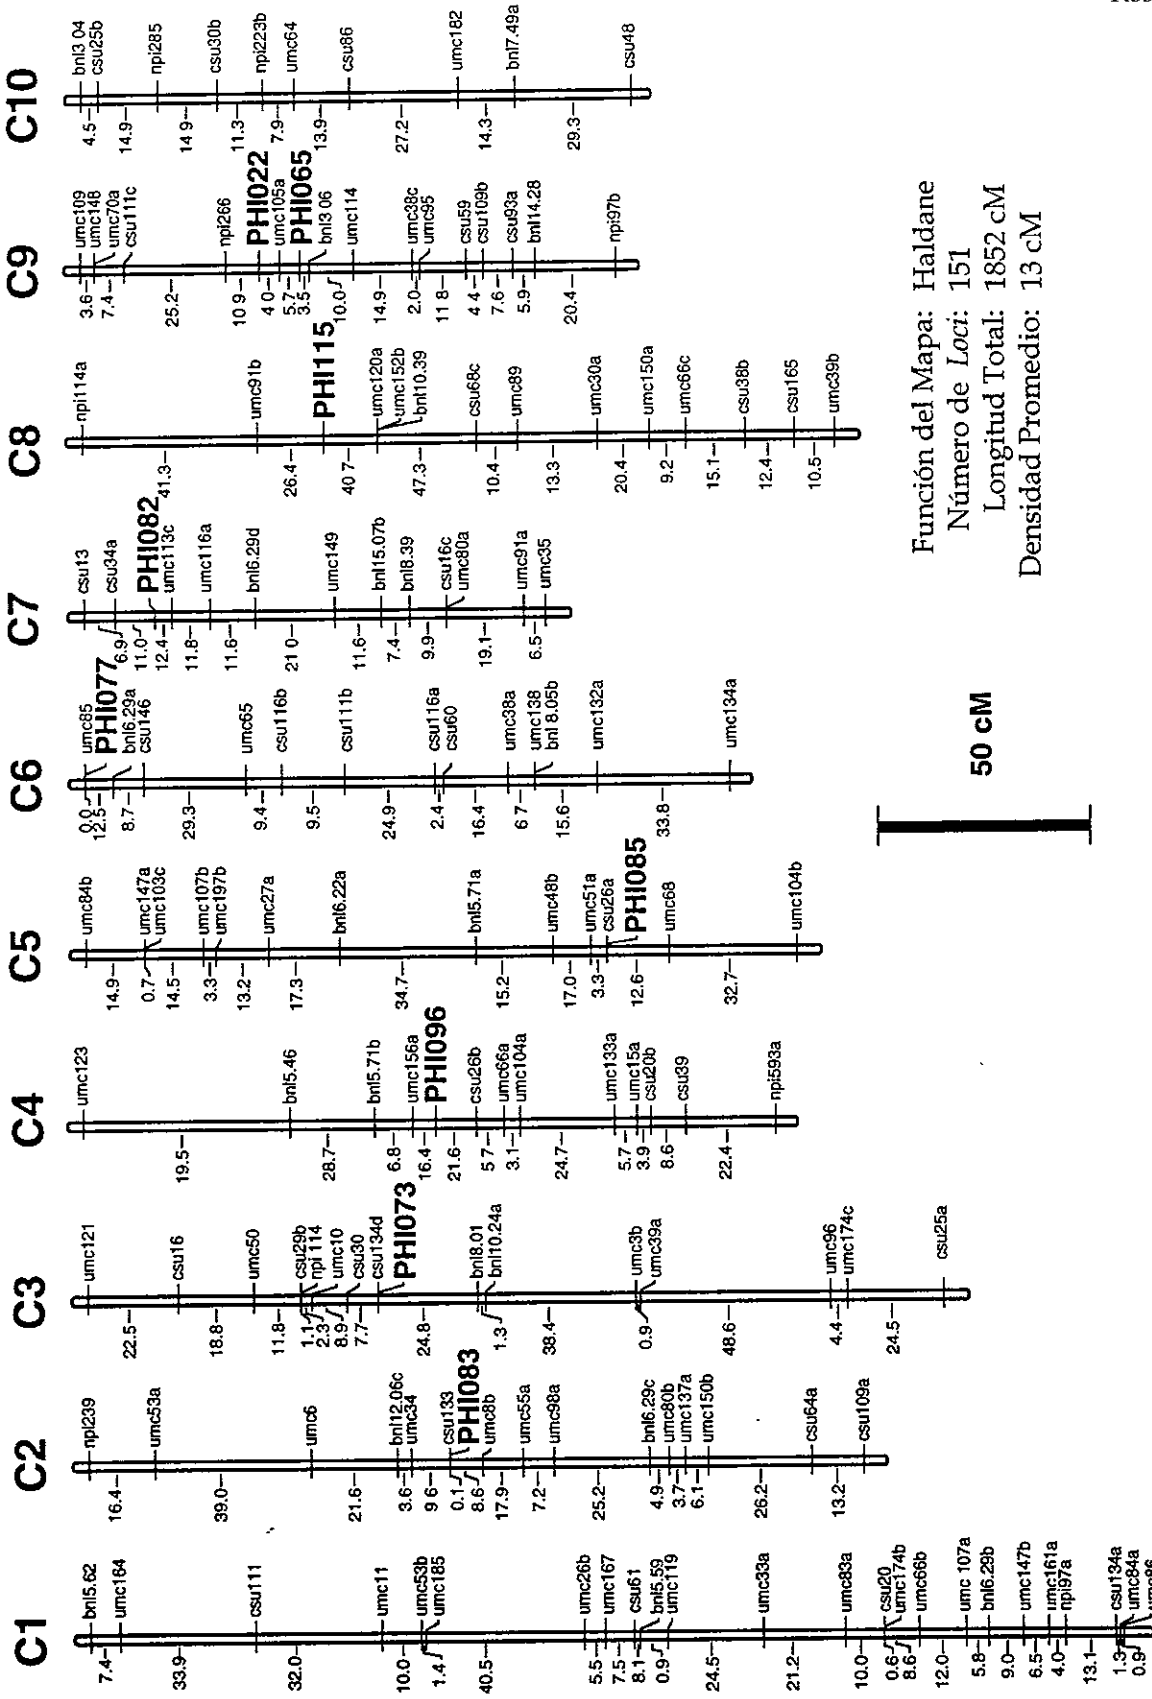 C1
bnl5.62
umc164
csu111
umc11
umc53b
umc185
umc26b
umc167
csu61
bnl5.59
umc119
umc33a
umc83a
csu20
umc174b
umc66b
umc 107a
bnl6.29b
umc147b
umc161a
npi97a
csu134a
umc84a
7.4
33.9
32.0
10.0
1.4
40.5
5.5
7.5
8.1
0.9
24.5
21.2
10.0
0.6
8.6
12.0
5.8
9.0
6.5
4.0
13.1
1.3
0.9
C2
npi239
umc53a
umc6
bnl12.06c
umc34
csu133
PHI083
umc8b
umc55a
umc98a
bnl6.29c
umc80b
umc137a
umc150b
csu64a
csu109a
16.4
39.0
21.6
3.6
9 6
0.1
8.6
17.9
7.2
25.2
4.9
3.7
6.1
26.2
13.2
C3
umc121
csu16
umc50
csu29b
npi 114
umc10
csu30
csu134d
PHI073
bnl8.01
bnl10.24a
umc3b
umc39a
umc96
umc174c
csu25a
22.5
18.8
11.8
1.1
2.3
8.9
7.7
24.8
1.3
38.4
0.9
48.6
4.4
24.5
C4
umc123
bnl5.46
bnl5.71b
umc156a
PHI096
csu26b
umc66a
umc104a
umc133a
umc15a
csu20b
csu39
npi593a
19.5
28.7
6.8
16.4
21.6
5 7
3.1
24.7
5.7
3.9
8.6
22.4
C5
umc84b
umc147a
umc103c
umc107b
umc197b
umc27a
bnl6.22a
bnl5.71a
umc48b
umc51a
csu26a
PHI085
umc68
umc104b
14.9
0.7
14.5
3.3
13.2
17.3
34.7
15.2
17.0
3.3
12.6
32.7
C6
umc85
PHI077
bnl6.29a
csu146
umc65
csu116b
csu111b
csu116a
csu60
umc38a
umc138
bnl 8.05b
umc132a
umc134a
0.0
12.5
8.7
29.3
9.4
9.5
24.9
2.4
16.4
6 7
15.6
33.8
C7
csu13
csu34a
PHI082
umc113c
umc116a
bnl6.29d
umc149
bnl15.07b
bnl8.39
csu16c
umc80a
umc91a
umc35
6.9
11.0
12.4
11.8
11.6
21 0
11.6
7.4
9.9
19.1
6.5
C8
npi114a
umc91b
PHI115
umc120a
umc152b
bnl10.39
csu68c
umc89
umc30a
umc150a
umc66c
csu38b
csu165
umc39b
41.3
26.4
40 7
47.3
10.4
13.3
20.4
9.2
15.1
12.4
10.5
C9
umc109
umc148
umc70a
csu111c
npi266
PHI022
umc105a
PHI065
bnl3 06
umc114
umc38c
umc95
csu59
csu109b
csu93a
bnl14.28
npi97b
3.6
7.4
25.2
10 9
4 0
5.7
3.5
10.0
14.9
2.0
11 8
4 4
7.6
5.9
20.4
C10
bnl3 04
csu25b
npi285
csu30b
npi223b
umc64
csu86
umc182
bnl7.49a
csu48
4.5
14.9
14 9
11.3
7.9
13.9
27.2
14.3
29.3
50 cM
Función del Mapa: Haldane
Número de Loci: 151
Longitud Total: 1852 cM
Densidad Promedio: 13 cM